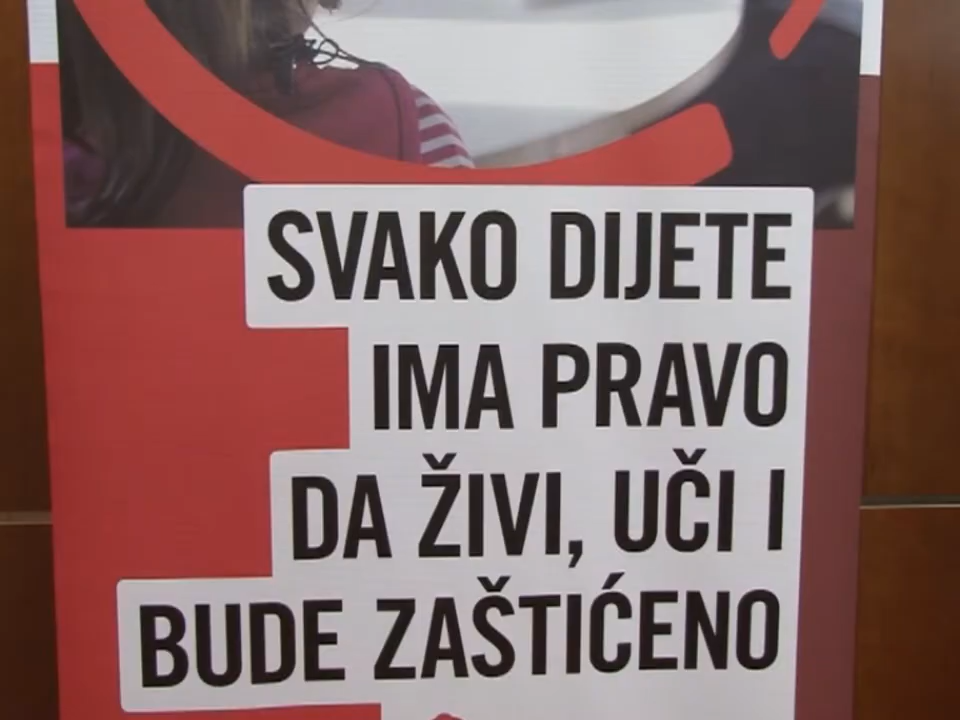 SVAKO DIJETE
IMA PRAVO
DA ŽIVI, UČI I
BUDE ZAŠTIĆENO